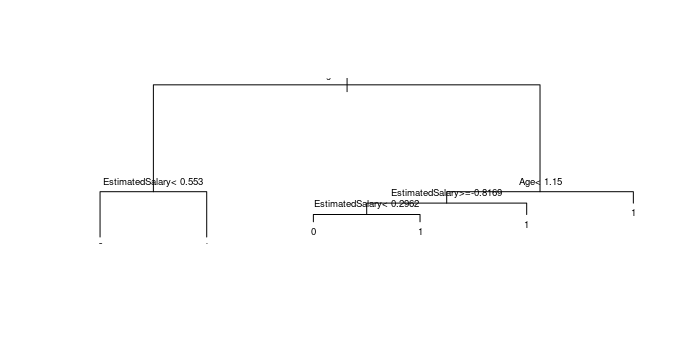 EstimatedSalary< 0.553
Age< 1.15
EstimatedSalary>=-0.8169
EstimatedSalary< 0.2962
1
1
0
1